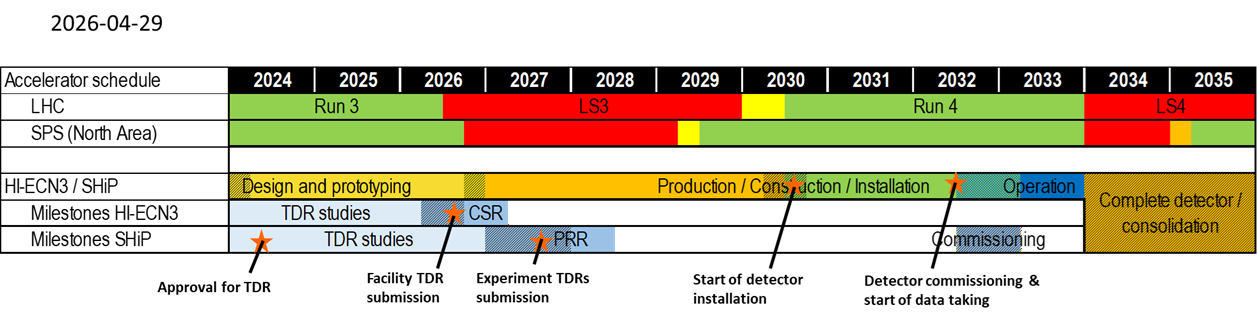 2026-04-29
Accelerator schedule 2024 2025 2026 2027 2028 2029 2030 2031 2032 2033 2034 2035
LHC Run 3 LS3 Run 4 LS4
SPS (North Area)
HI-ECN3 / SHiP Design and prototyping Production / Construction / Installation Operation
Complete detector /
consolidation
Milestones HI-ECN3 TDR studies CSR
Milestones SHiP TDR studies PRR Commissioning
Approval for TDR
Facility TDR
submission
Experiment TDRs
submission
Start of detector
installation
Detector commissioning &
start of data taking